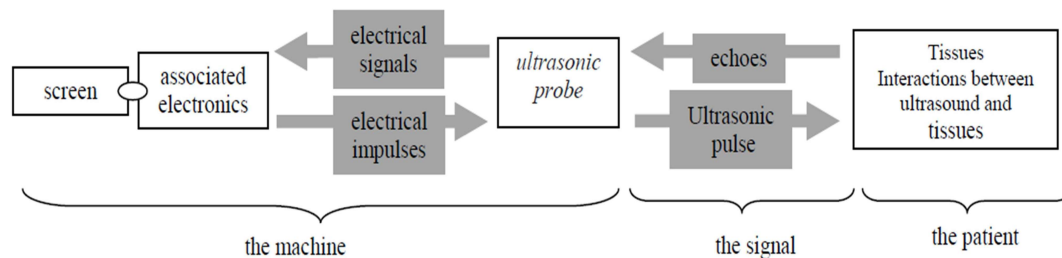 screen
associated
electronics
electrical
signals
electrical
impulses
ultrasonic
probe
echoes
Ultrasonic
pulse
Tissues
Interactions between
ultrasound and
tissues
the machine
the signal
the patient